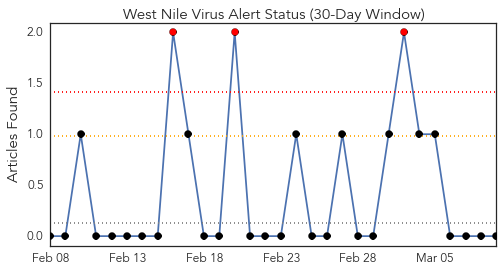 West Nile Virus Alert Status (30-Day Window)
Articles Found
2.0
1.5
1.0
0.5
0.0
Feb 08 Feb 13 Feb 18 Feb 23 Feb 28 Mar 05